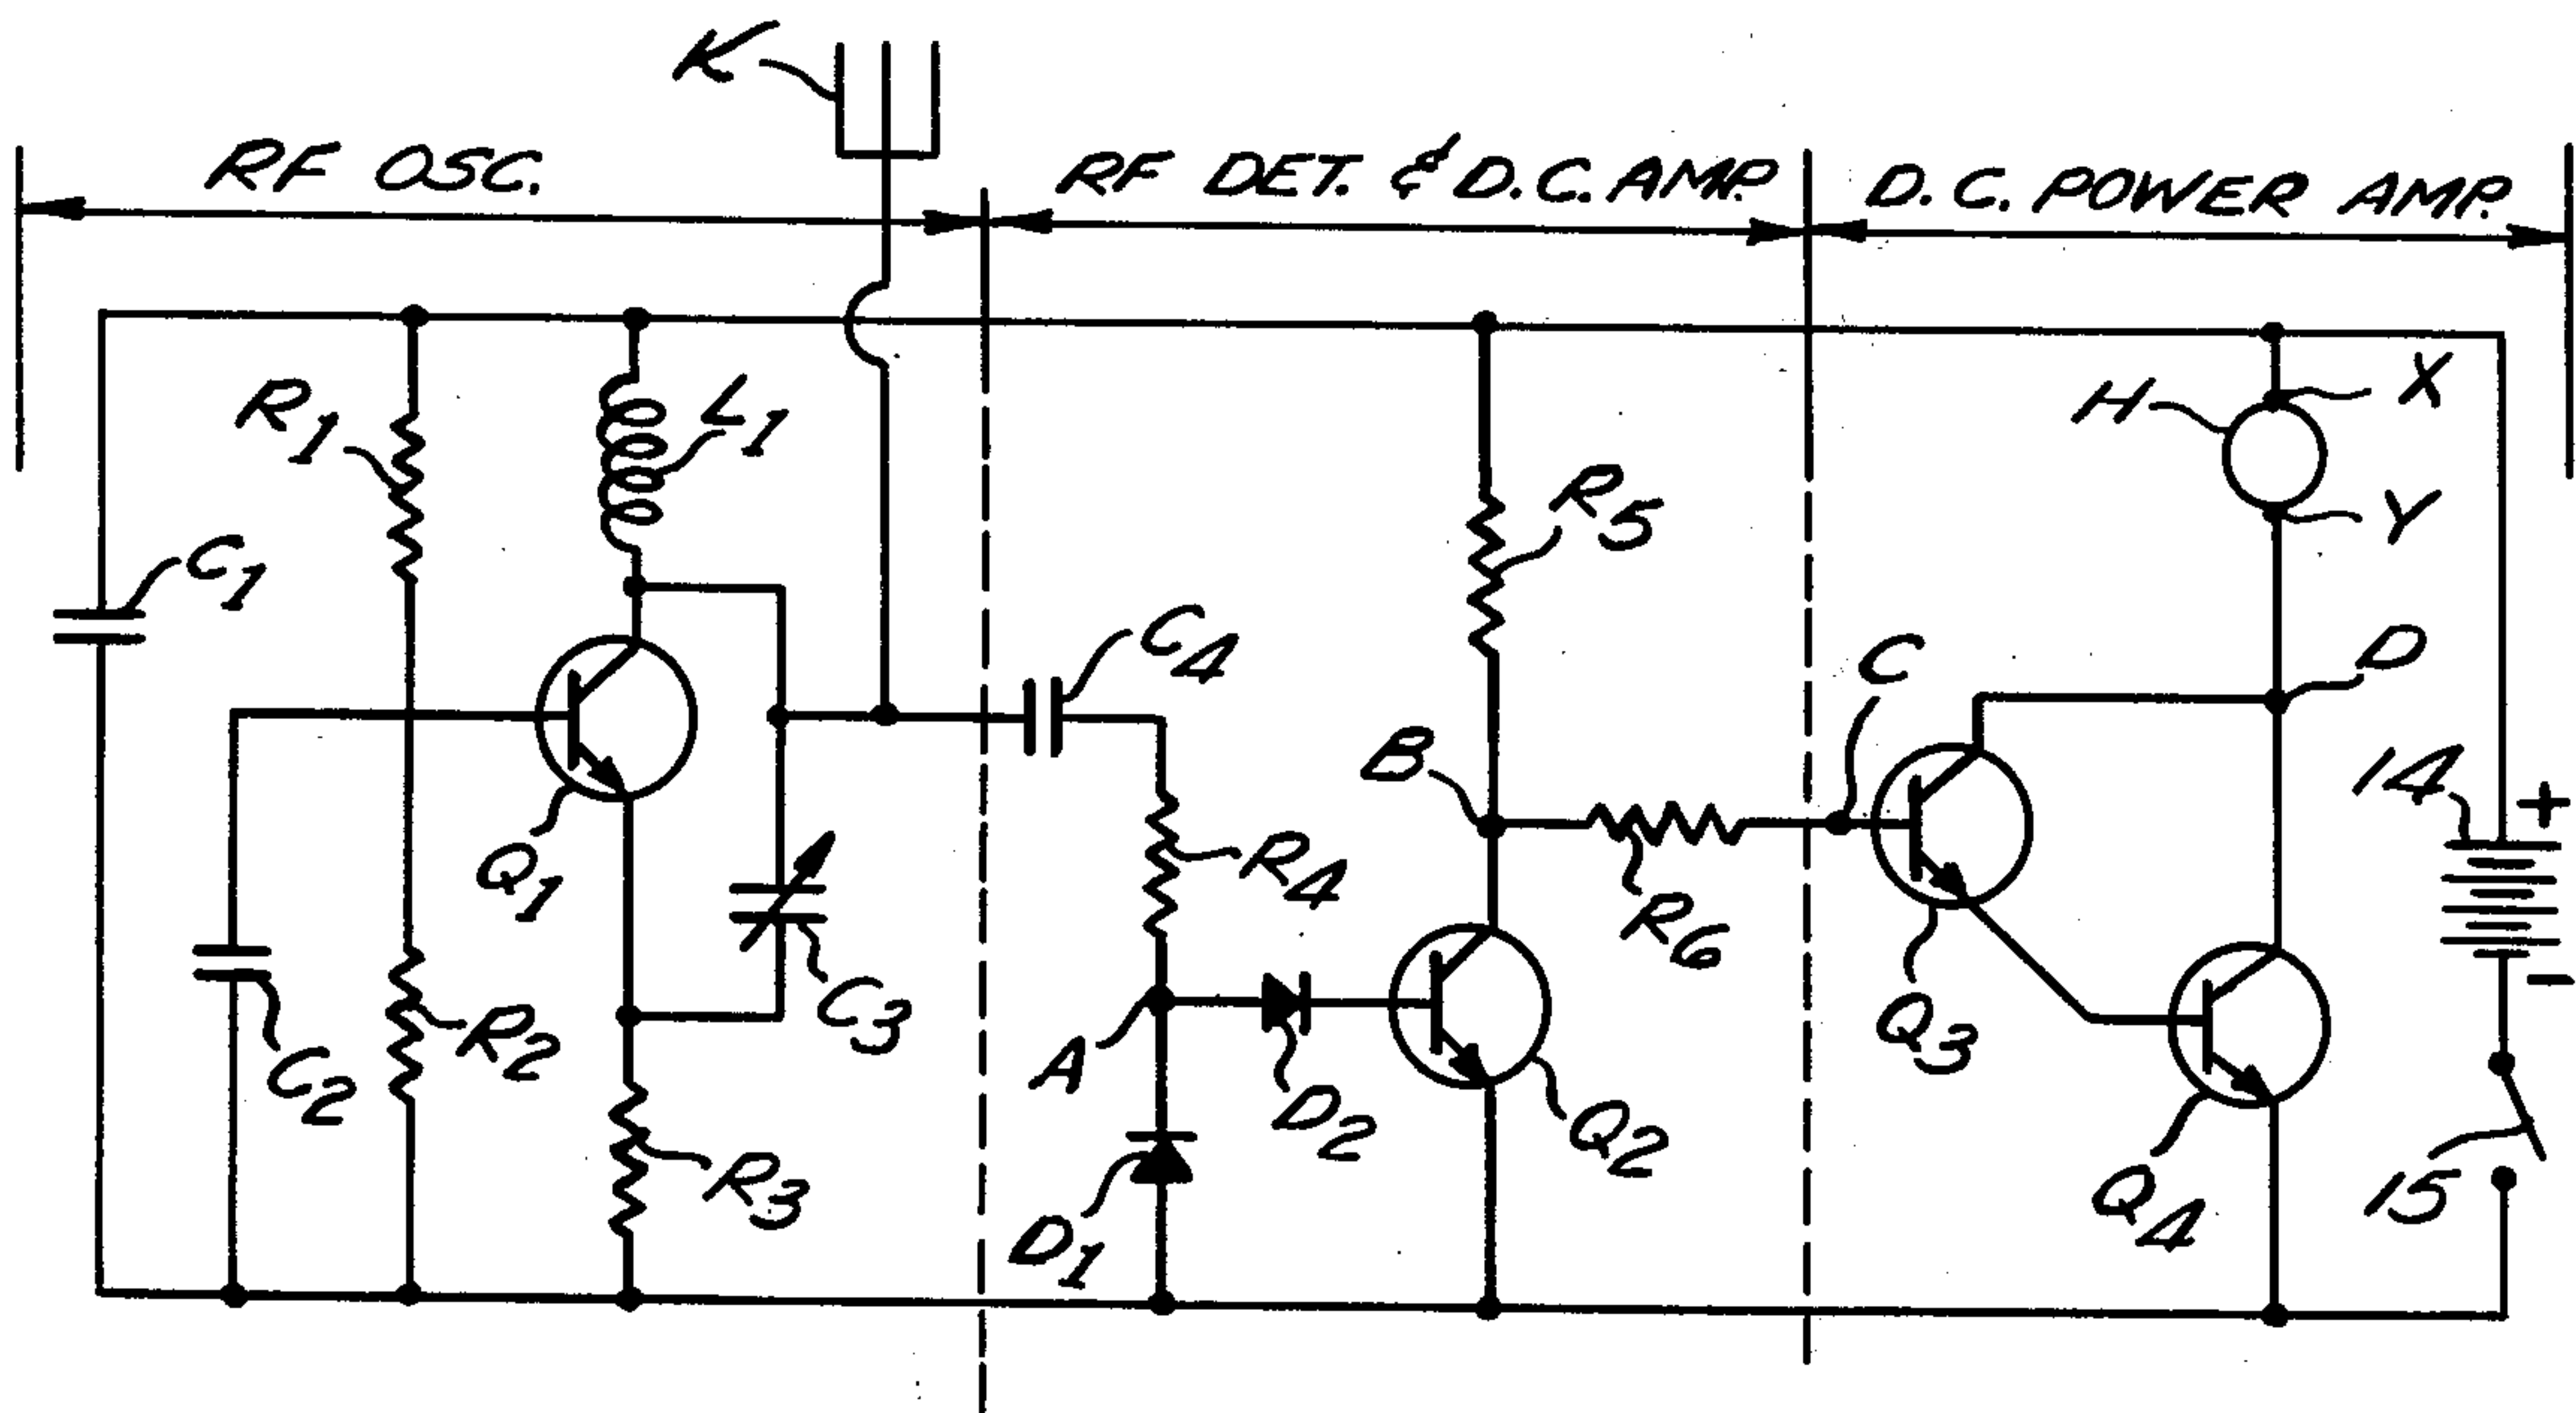 K
RF OSC.
RF DET. & D.C. AMP.
D.C. POWER AMP.
R1
L1
H
X
Y
R5
C1
C4
C
D
B
14
+
Q1
R4
R6
C3
Q3
-
R2
C2
A
D2
Q2
R3
D1
Q4
15